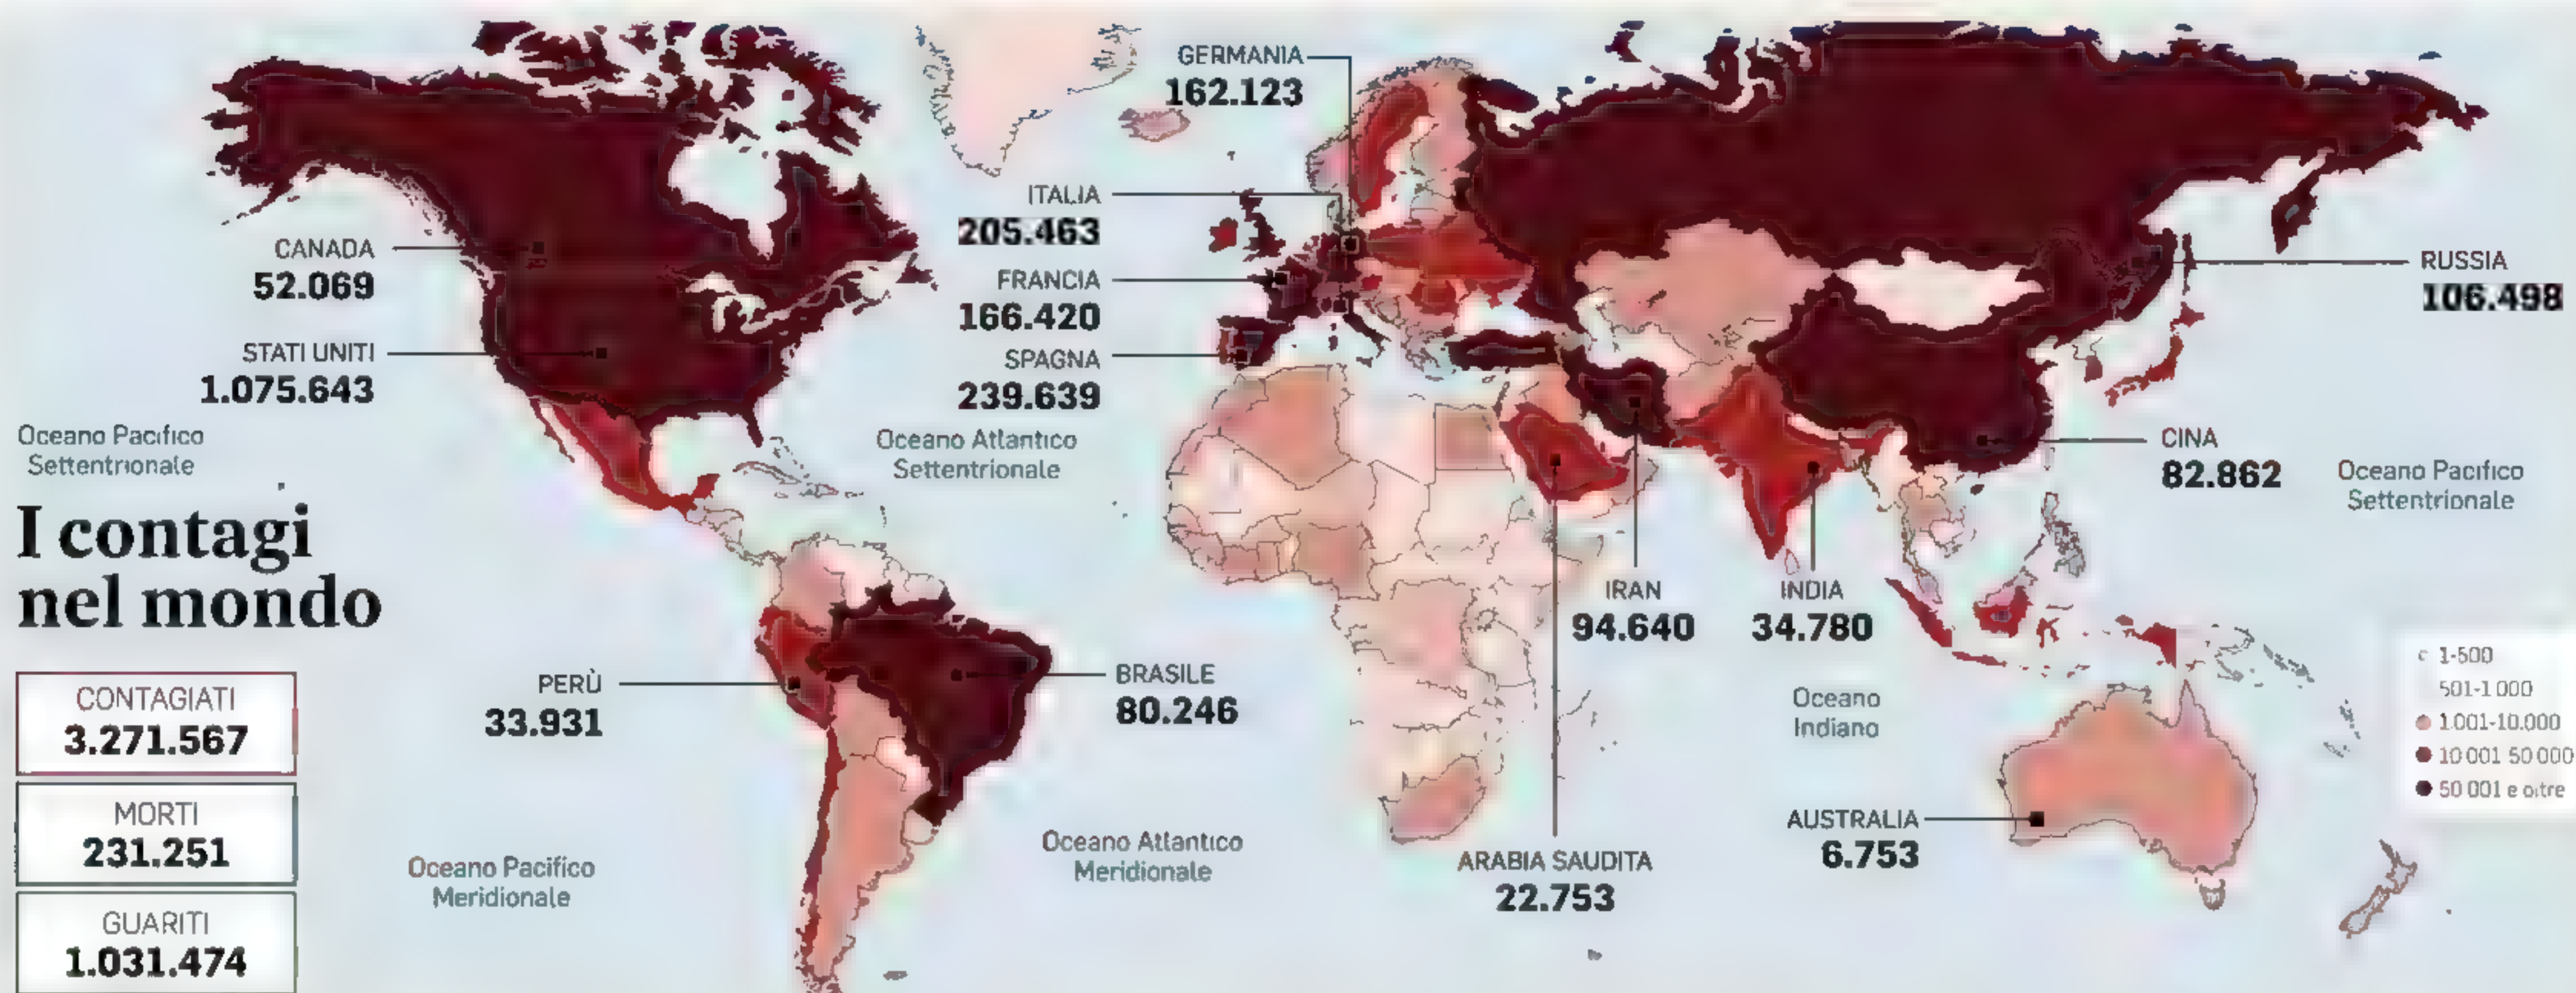 GERMANIA
162.123
ITALIA
205.463
CANADA
52.069
FRANCIA
166.420
RUSSIA
106.498
STATI UNITI
1.075.643
SPAGNA
239.639
Oceano Pacifico
Settentrionale
Oceano Atlantico
Settentrionale
CINA
82.862
Oceano Pacifico
Settentrionale
I contagi
nel mondo
IRAN
94.640
INDIA
34.780
CONTAGIATI
3.271.567
PERÙ
33.931
BRASILE
80.246
Oceano
Indiano
1-500
501-1 000
1.001-10.000
10 001 50 000
50 001 e oltre
MORTI
231.251
AUSTRALIA
6.753
Oceano Pacifico
Meridionale
Oceano Atlantico
Meridionale
ARABIA SAUDITA
22.753
GUARITI
1.031.474